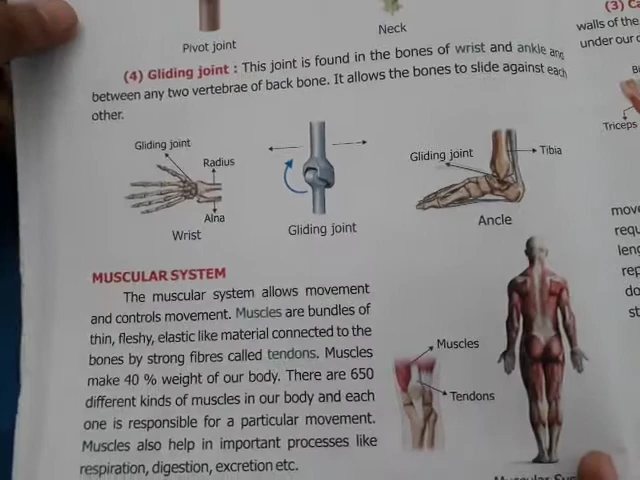 Pivot joint
Neck
(4) Gliding joint : This joint is found in the bones of wrist and ankle and
between any two vertebrae of back bone. It allows the bones to slide against each
other.
Gliding joint
Radius
Alna
Wrist
Gliding joint
Gliding joint
Tibia
Ancle
MUSCULAR SYSTEM
The muscular system allows movement
and controls movement. Muscles are bundles of
thin, fleshy, elastic like material connected to the
bones by strong fibres called tendons. Muscles
make 40 % weight of our body. There are 650
different kinds of muscles in our body and each
one is responsible for a particular movement.
Muscles also help in important processes like
respiration, digestion, excretion etc.
Muscles
Tendons
Muscular
(3)
walls of the
under our
Triceps